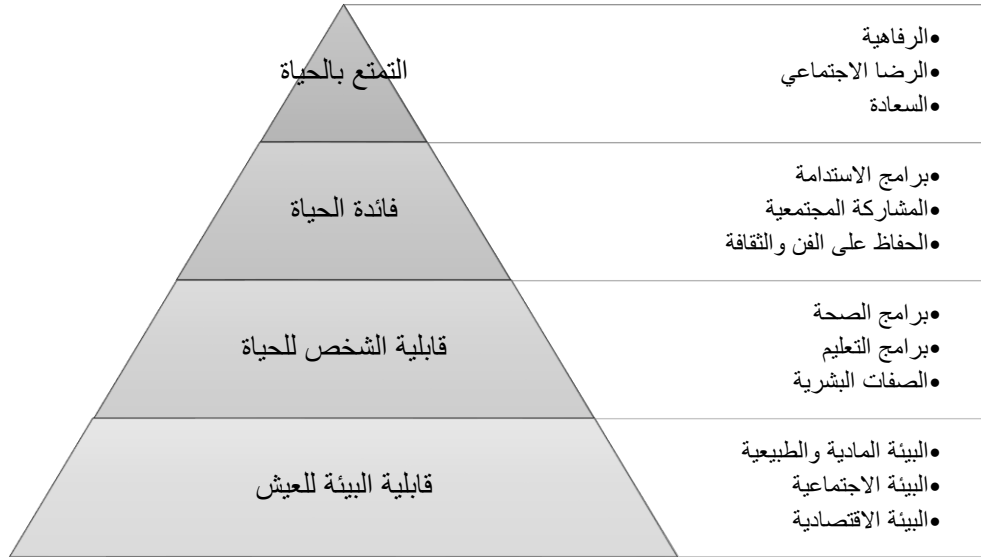 التمتع بالحياة
•الرفاهية
•الرضا الاجتماعي
•السعادة
فائدة الحياة
•برامج الاستدامة
•المشاركة المجتمعية
•الحفاظ على الفن والثقافة
قابلية الشخص للحياة
•برامج الصحة
•برامج التعليم
•الصفات البشرية
قابلية البيئة للعيش
•البيئة المادية والطبيعية
•البيئة الاجتماعية
•البيئة الاقتصادية